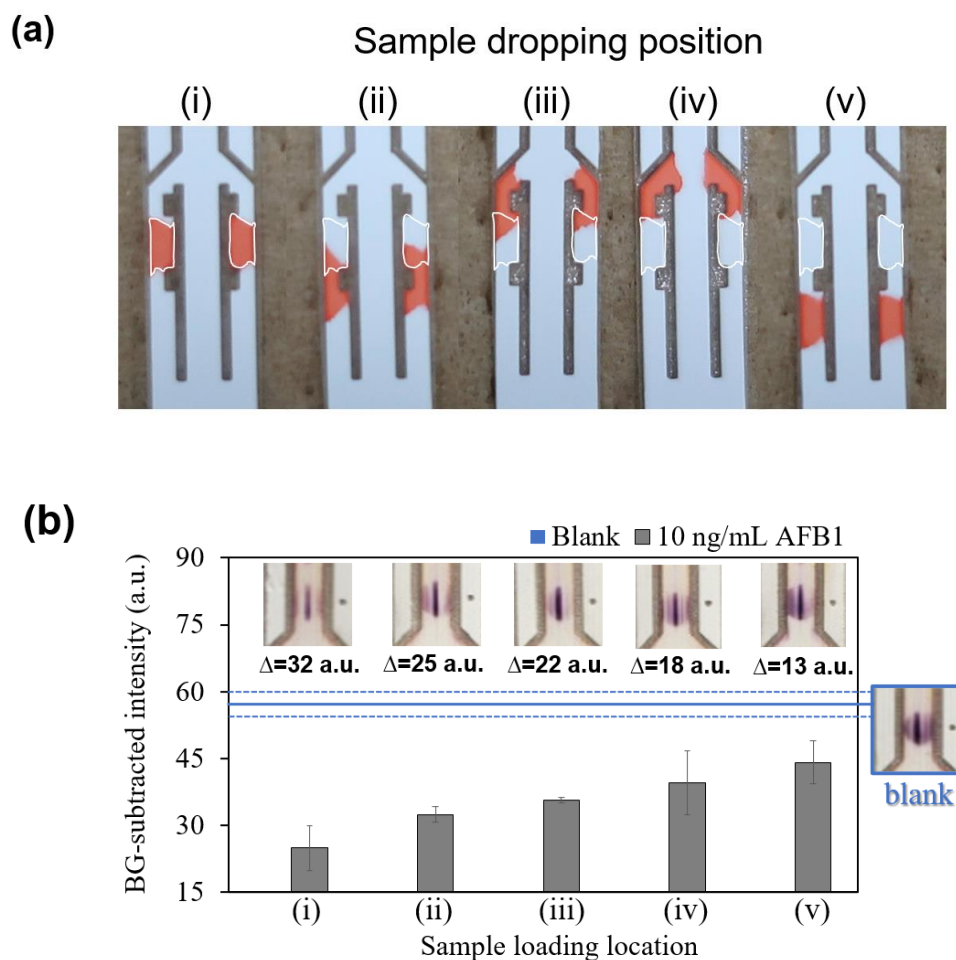 (a)
Sample dropping position
(i) (ii) (iii) (iv) (v)
(b)
Blank 10 ng/mL AFB1
BG-subtracted intensity (a.u.)
90
75
60
45
30
15
Δ=32 a.u. Δ=25 a.u. Δ=22 a.u. Δ=18 a.u. Δ=13 a.u.
blank
(i) (ii) (iii) (iv) (v)
Sample loading location